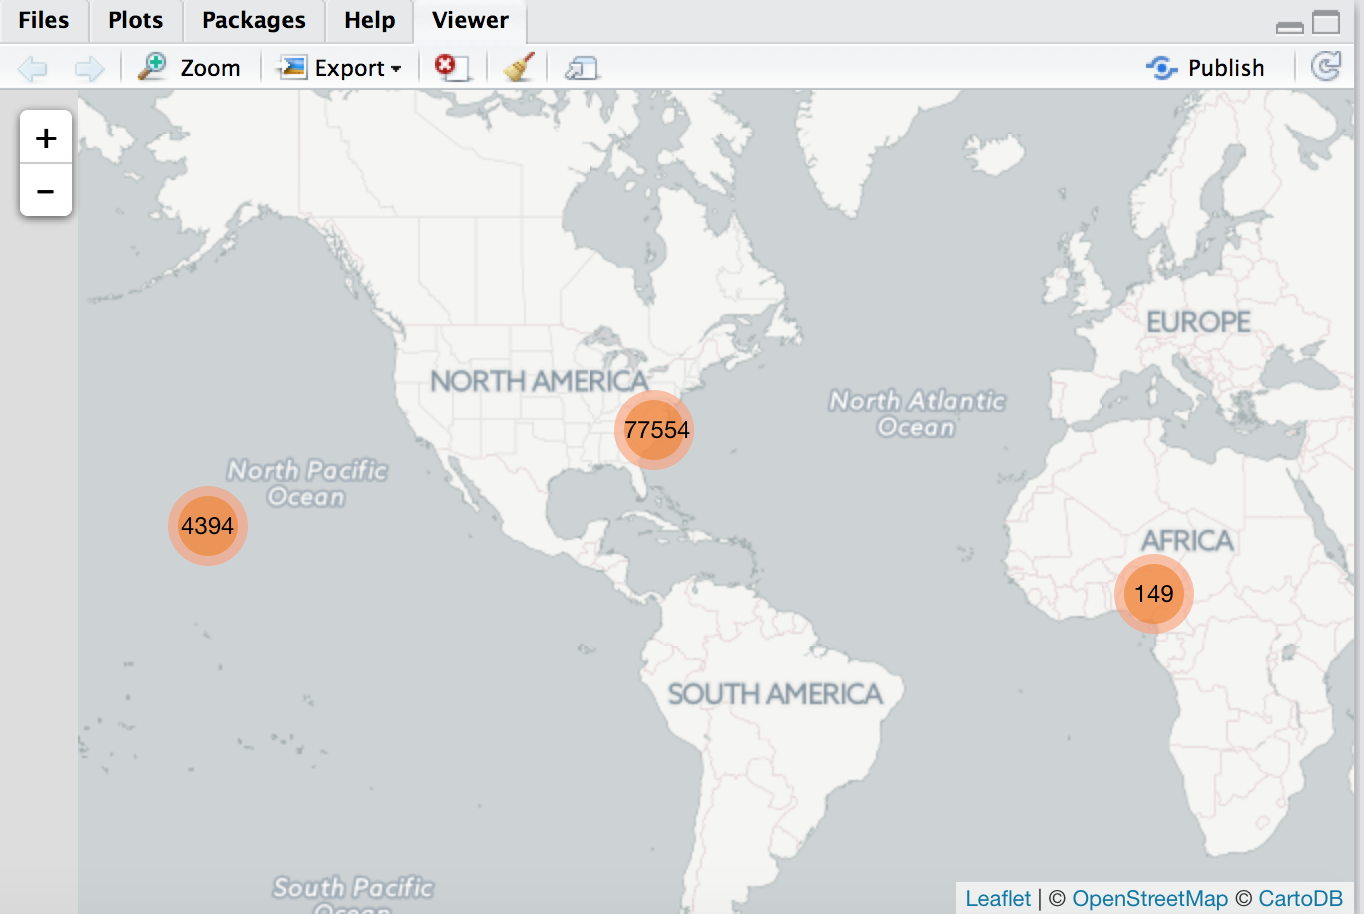 Files Plots Packages Help Viewer
Zoom Export Publish
+
−
EUROPE
NORTH AMERICA
North Atlantic
Ocean
77554
North Pacific
Ocean
4394
AFRICA
149
SOUTH AMERICA
South Pacific
Ocean
Leaflet | © OpenStreetMap © CartoDB